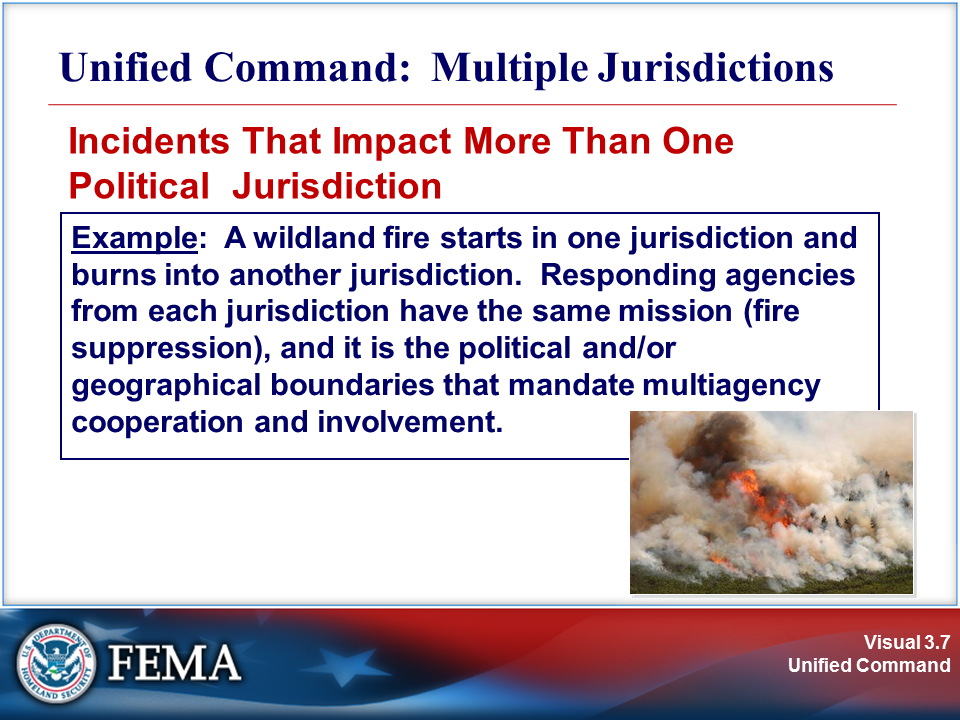 Unified Command:  Multiple Jurisdictions
Incidents That Impact More Than One
Political  Jurisdiction
Example:  A wildland fire starts in one jurisdiction and
burns into another jurisdiction.  Responding agencies
from each jurisdiction have the same mission (fire
suppression), and it is the political and/or
geographical boundaries that mandate multiagency
cooperation and involvement.
U.S. DEPARTMENT OF HOMELAND SECURITY
FEMA
Visual 3.7
Unified Command